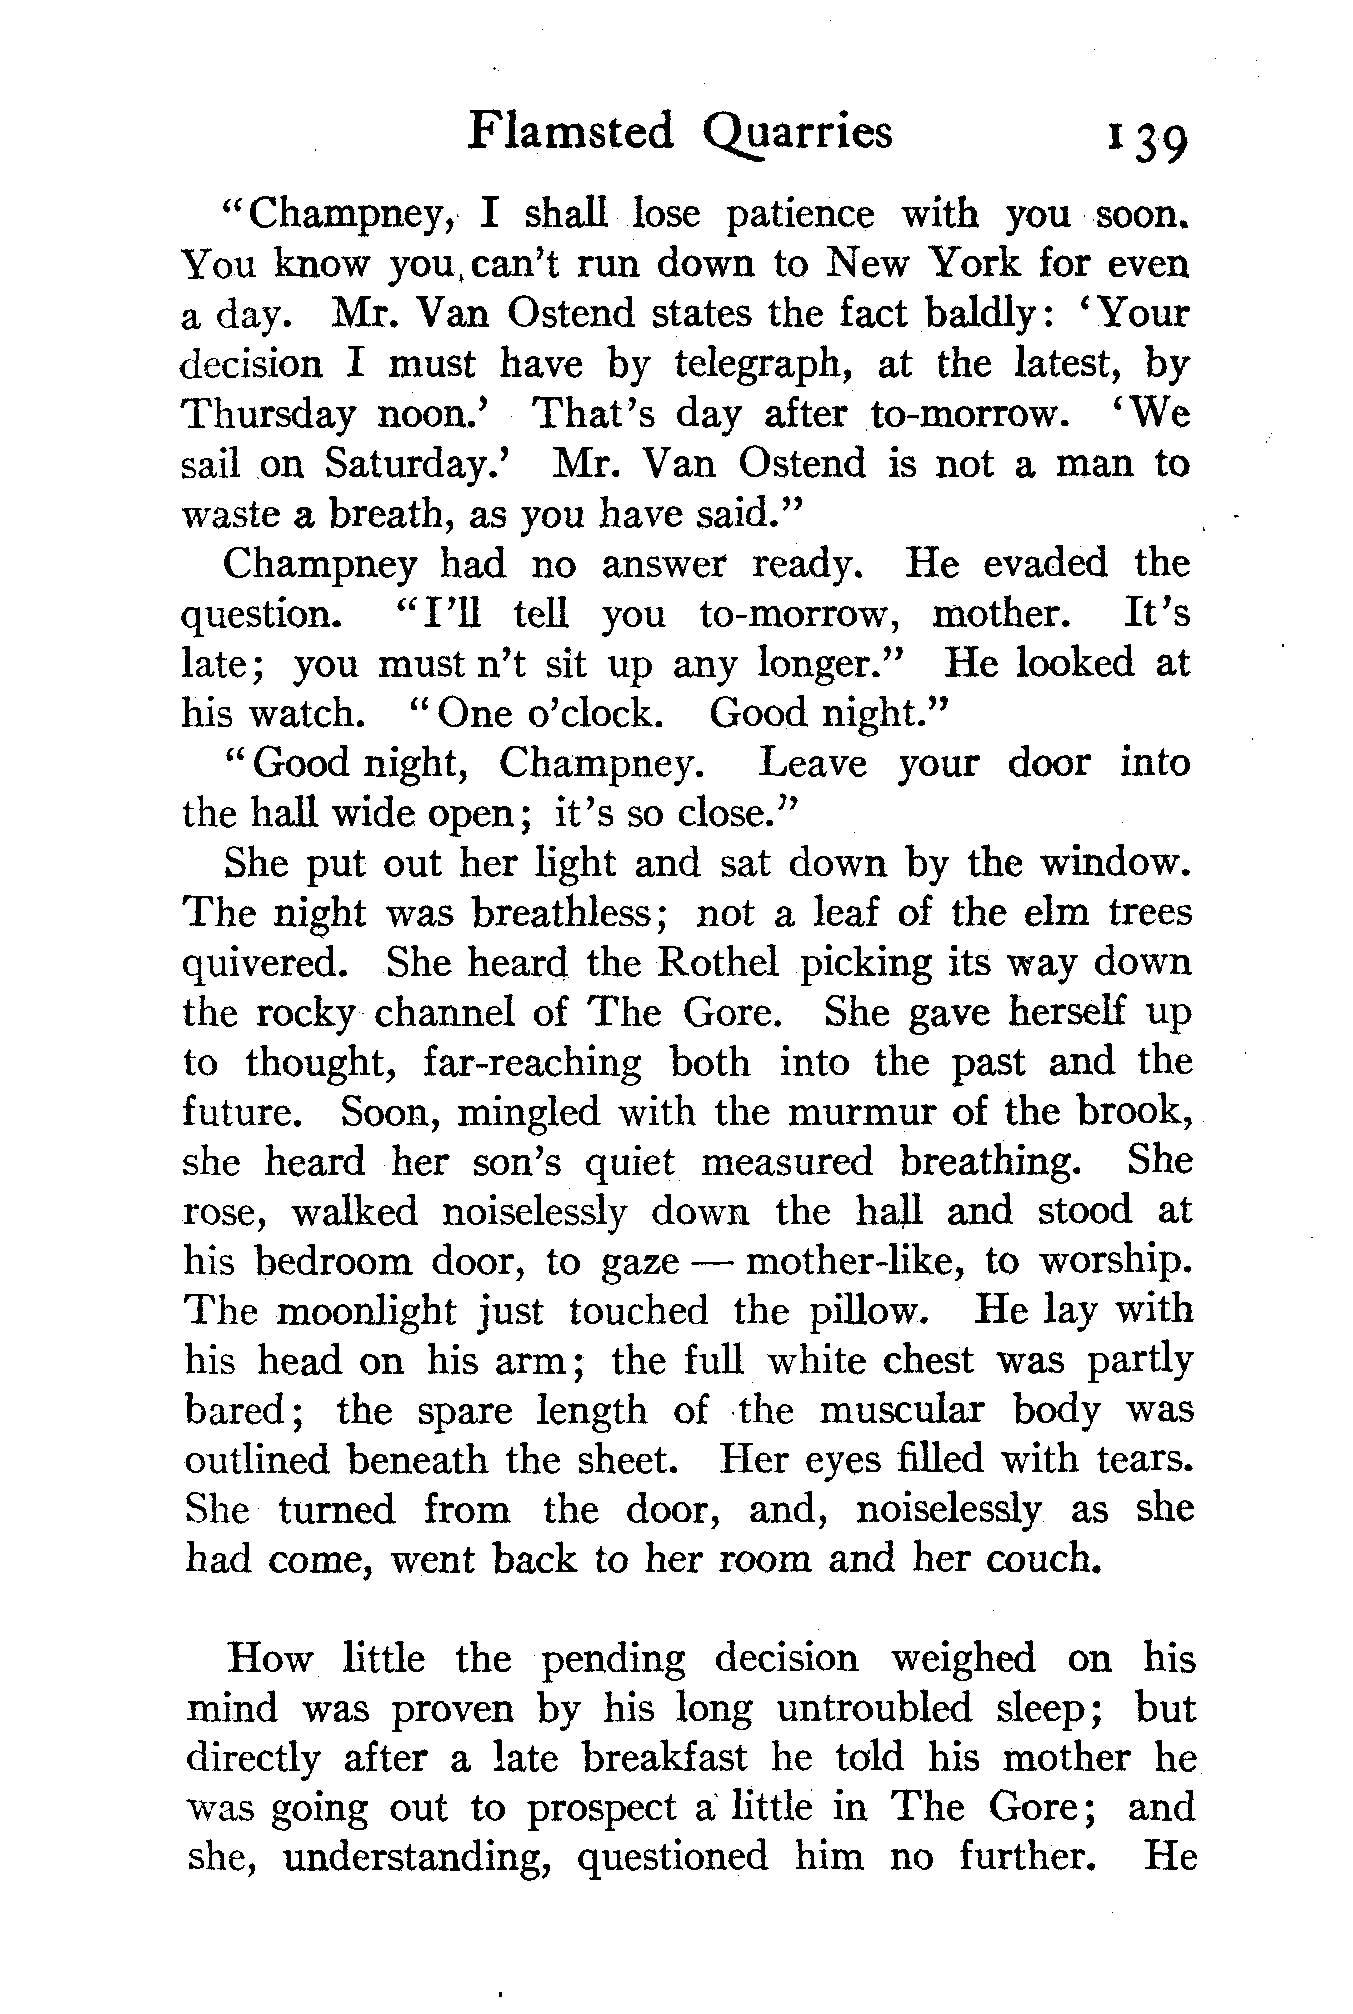 Flamsted Quarries 139
"Champney, I shall lose patience with you soon.
You know you can't run down to New York for even
a day. Mr. Van Ostend states the fact baldly: 'Your
decision I must have by telegraph, at the latest, by
Thursday noon.' That's day after to-morrow. 'We
sail on Saturday.' Mr. Van Ostend is not a man to
waste a breath, as you have said."
Champney had no answer ready. He evaded the
question. "I'll tell you to-morrow, mother. It's
late; you must n't sit up any longer." He looked at
his watch. "One o'clock. Good night."
"Good night, Champney. Leave your door into
the hall wide open; it's so close."
She put out her light and sat down by the window.
The night was breathless; not a leaf of the elm trees
quivered. She heard the Rothel picking its way down
the rocky channel of The Gore. She gave herself up
to thought, far-reaching both into the past and the
future. Soon, mingled with the murmur of the brook,
she heard her son's quiet measured breathing. She
rose, walked noiselessly down the hall and stood at
his bedroom door, to gaze — mother-like, to worship.
The moonlight just touched the pillow. He lay with
his head on his arm; the full white chest was partly
bared; the spare length of the muscular body was
outlined beneath the sheet. Her eyes filled with tears.
She turned from the door, and, noiselessly as she
had come, went back to her room and her couch.
How little the pending decision weighed on his
mind was proven by his long untroubled sleep; but
directly after a late breakfast he told his mother he
was going out to prospect a little in The Gore; and
she, understanding, questioned him no further. He